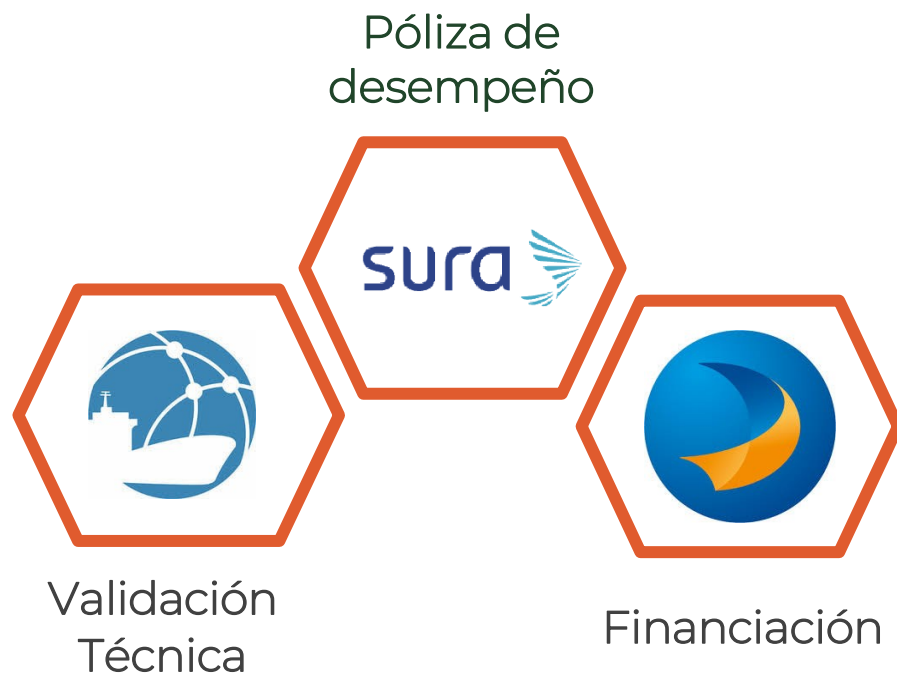 Póliza de
desempeño
sura
Validación
Técnica
Financiación